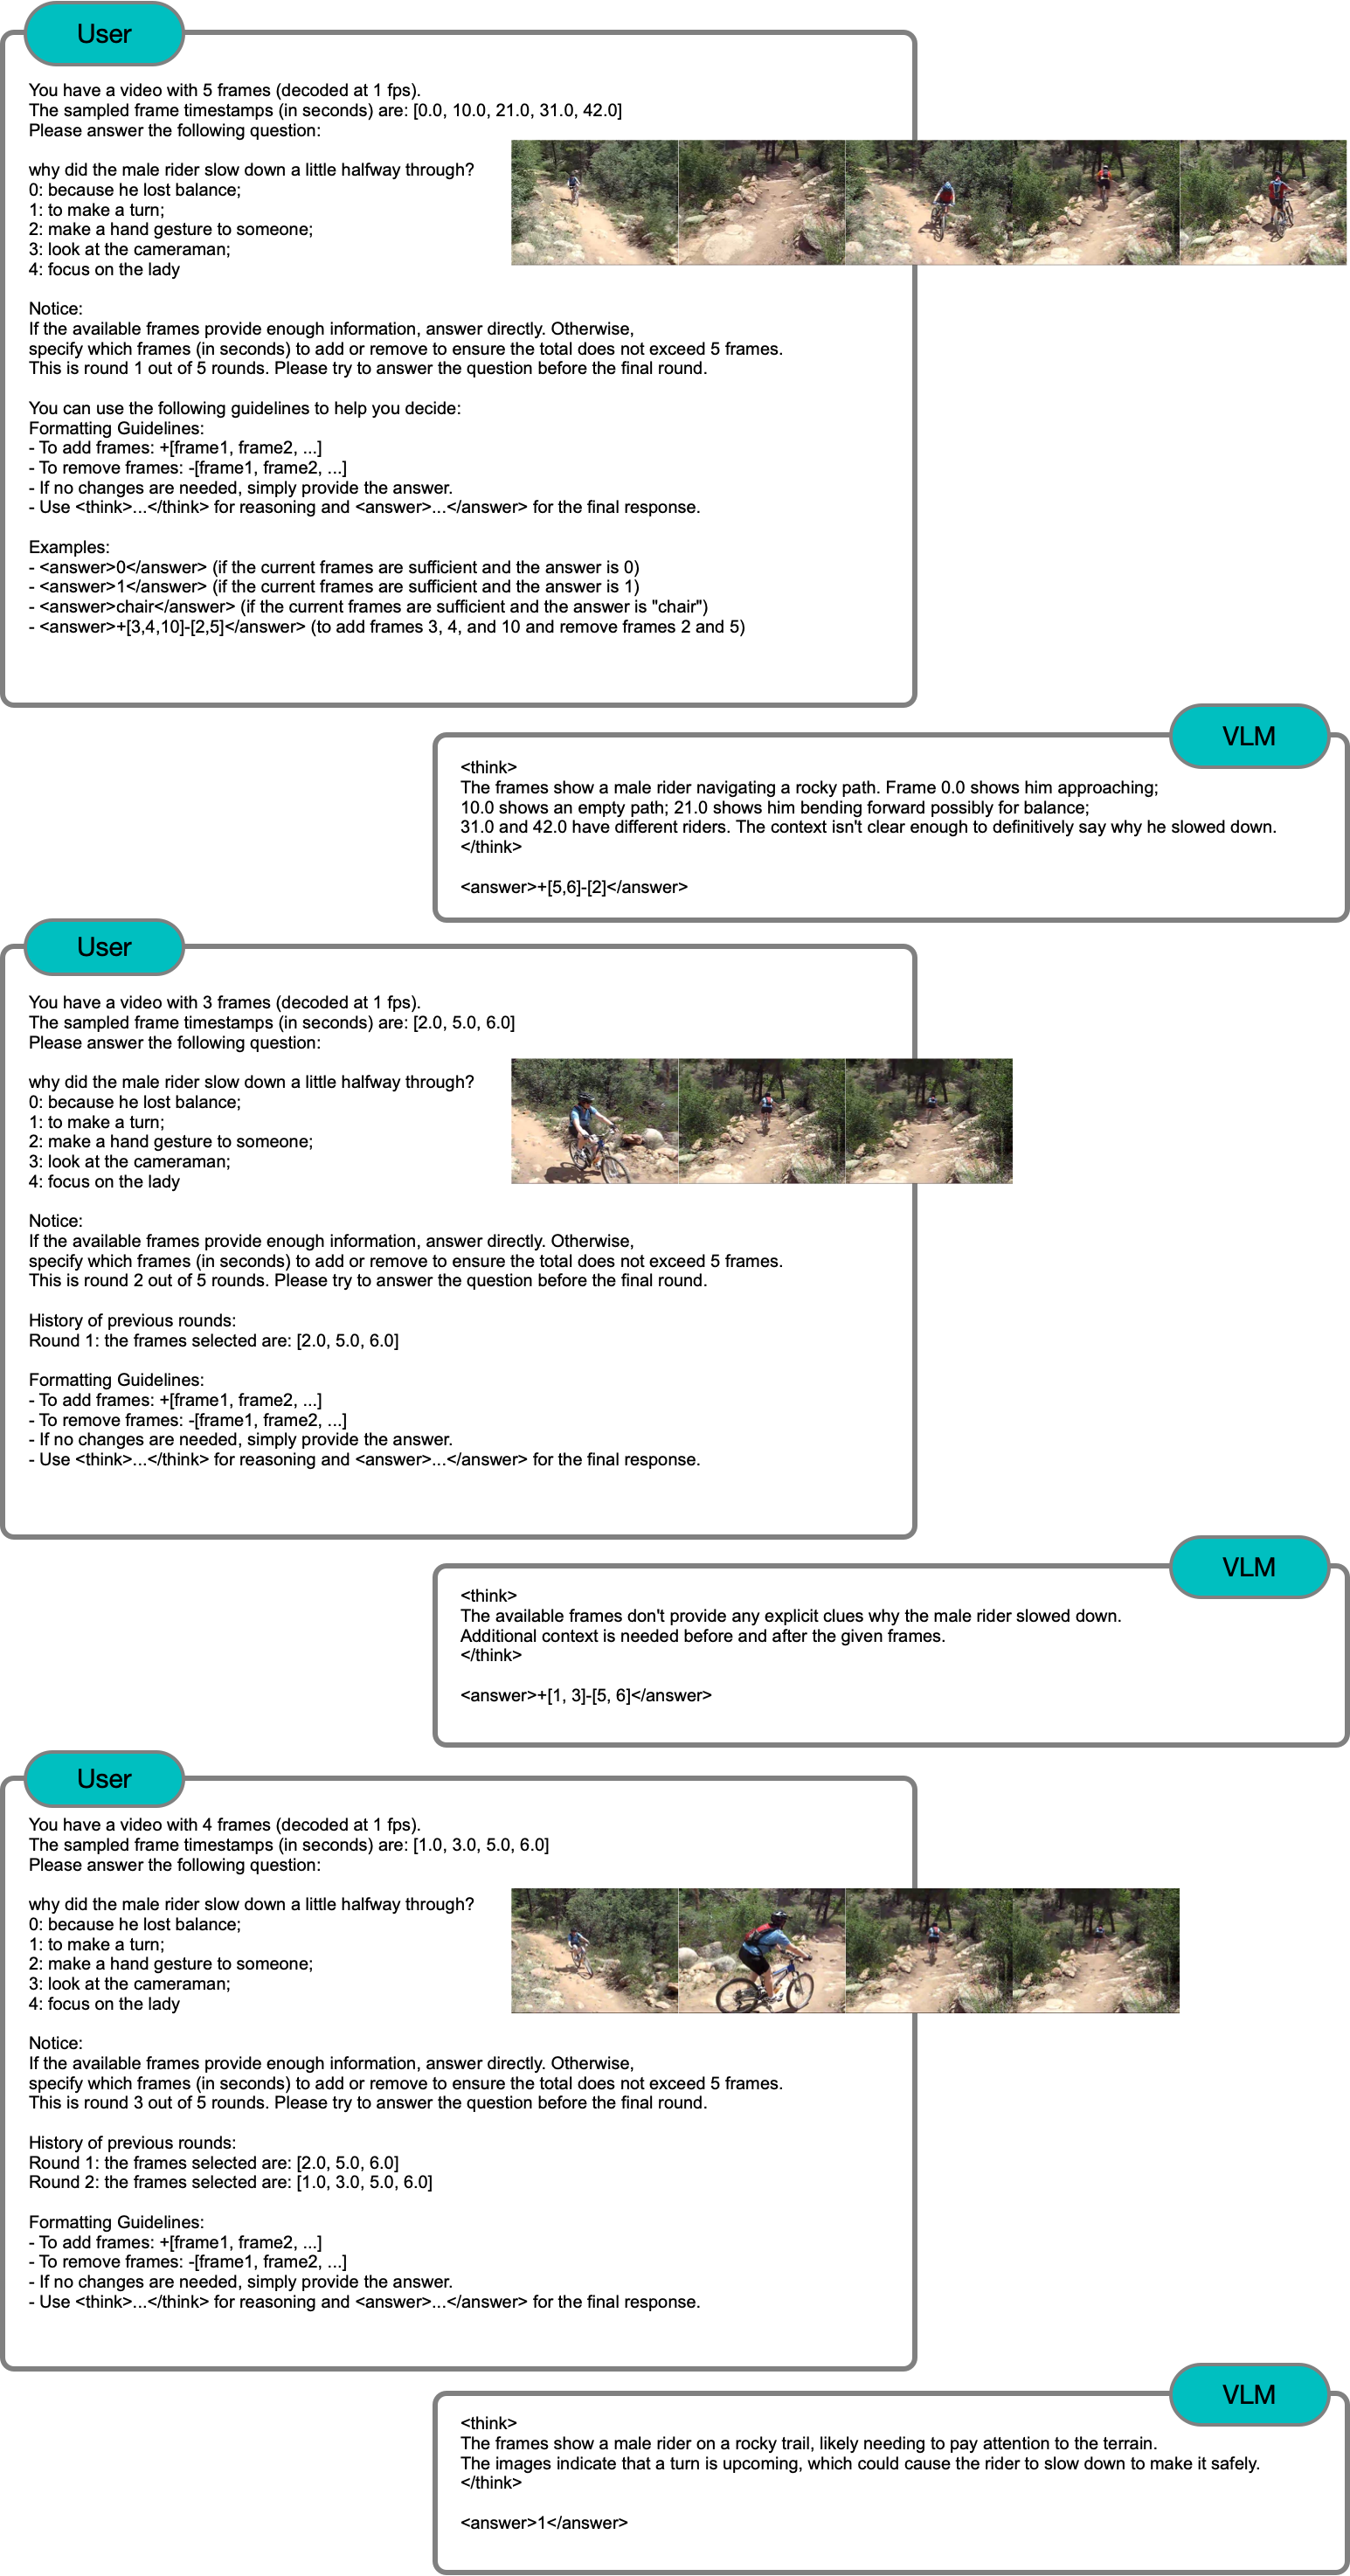 User
You have a video with 5 frames (decoded at 1 fps).
The sampled frame timestamps (in seconds) are: [0.0, 10.0, 21.0, 31.0, 42.0]
Please answer the following question:
why did the male rider slow down a little halfway through?
0: because he lost balance;
1: to make a turn;
2: make a hand gesture to someone;
3: look at the cameraman;
4: focus on the lady
Notice:
If the available frames provide enough information, answer directly. Otherwise,
specify which frames (in seconds) to add or remove to ensure the total does not exceed 5 frames.
This is round 1 out of 5 rounds. Please try to answer the question before the final round.
You can use the following guidelines to help you decide:
Formatting Guidelines:
- To add frames: +[frame1, frame2, ...]
- To remove frames: -[frame1, frame2, ...]
- If no changes are needed, simply provide the answer.
- Use <think>...</think> for reasoning and <answer>...</answer> for the final response.
Examples:
- <answer>0</answer> (if the current frames are sufficient and the answer is 0)
- <answer>1</answer> (if the current frames are sufficient and the answer is 1)
- <answer>chair</answer> (if the current frames are sufficient and the answer is "chair")
- <answer>+[3,4,10]-[2,5]</answer> (to add frames 3, 4, and 10 and remove frames 2 and 5)
VLM
<think>
The frames show a male rider navigating a rocky path. Frame 0.0 shows him approaching;
10.0 shows an empty path; 21.0 shows him bending forward possibly for balance;
31.0 and 42.0 have different riders. The context isn't clear enough to definitively say why he slowed down.
</think>
<answer>+[5,6]-[2]</answer>
User
You have a video with 3 frames (decoded at 1 fps).
The sampled frame timestamps (in seconds) are: [2.0, 5.0, 6.0]
Please answer the following question:
why did the male rider slow down a little halfway through?
0: because he lost balance;
1: to make a turn;
2: make a hand gesture to someone;
3: look at the cameraman;
4: focus on the lady
Notice:
If the available frames provide enough information, answer directly. Otherwise,
specify which frames (in seconds) to add or remove to ensure the total does not exceed 5 frames.
This is round 2 out of 5 rounds. Please try to answer the question before the final round.
History of previous rounds:
Round 1: the frames selected are: [2.0, 5.0, 6.0]
Formatting Guidelines:
- To add frames: +[frame1, frame2, ...]
- To remove frames: -[frame1, frame2, ...]
- If no changes are needed, simply provide the answer.
- Use <think>...</think> for reasoning and <answer>...</answer> for the final response.
VLM
<think>
The available frames don't provide any explicit clues why the male rider slowed down.
Additional context is needed before and after the given frames.
</think>
<answer>+[1, 3]-[5, 6]</answer>
User
You have a video with 4 frames (decoded at 1 fps).
The sampled frame timestamps (in seconds) are: [1.0, 3.0, 5.0, 6.0]
Please answer the following question:
why did the male rider slow down a little halfway through?
0: because he lost balance;
1: to make a turn;
2: make a hand gesture to someone;
3: look at the cameraman;
4: focus on the lady
Notice:
If the available frames provide enough information, answer directly. Otherwise,
specify which frames (in seconds) to add or remove to ensure the total does not exceed 5 frames.
This is round 3 out of 5 rounds. Please try to answer the question before the final round.
History of previous rounds:
Round 1: the frames selected are: [2.0, 5.0, 6.0]
Round 2: the frames selected are: [1.0, 3.0, 5.0, 6.0]
Formatting Guidelines:
- To add frames: +[frame1, frame2, ...]
- To remove frames: -[frame1, frame2, ...]
- If no changes are needed, simply provide the answer.
- Use <think>...</think> for reasoning and <answer>...</answer> for the final response.
VLM
<think>
The frames show a male rider on a rocky trail, likely needing to pay attention to the terrain.
The images indicate that a turn is upcoming, which could cause the rider to slow down to make it safely.
</think>
<answer>1</answer>